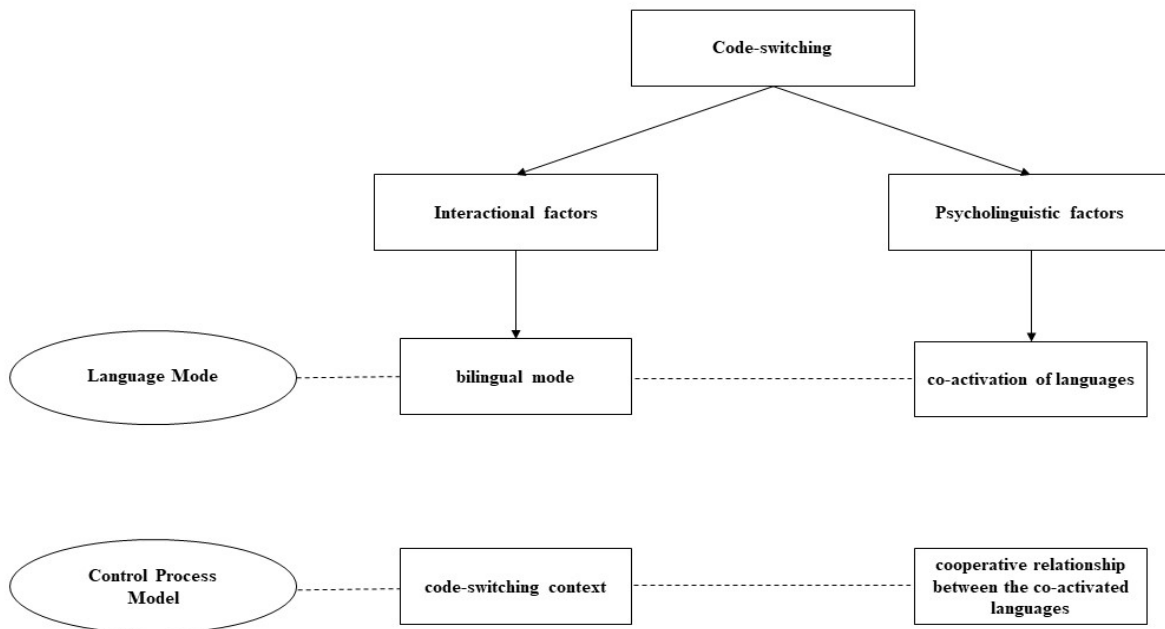 Code-switching
Interactional factors
Psycholinguistic factors
Language Mode
bilingual mode
co-activation of languages
Control Process
Model
code-switching context
cooperative relationship
between the co-activated
languages